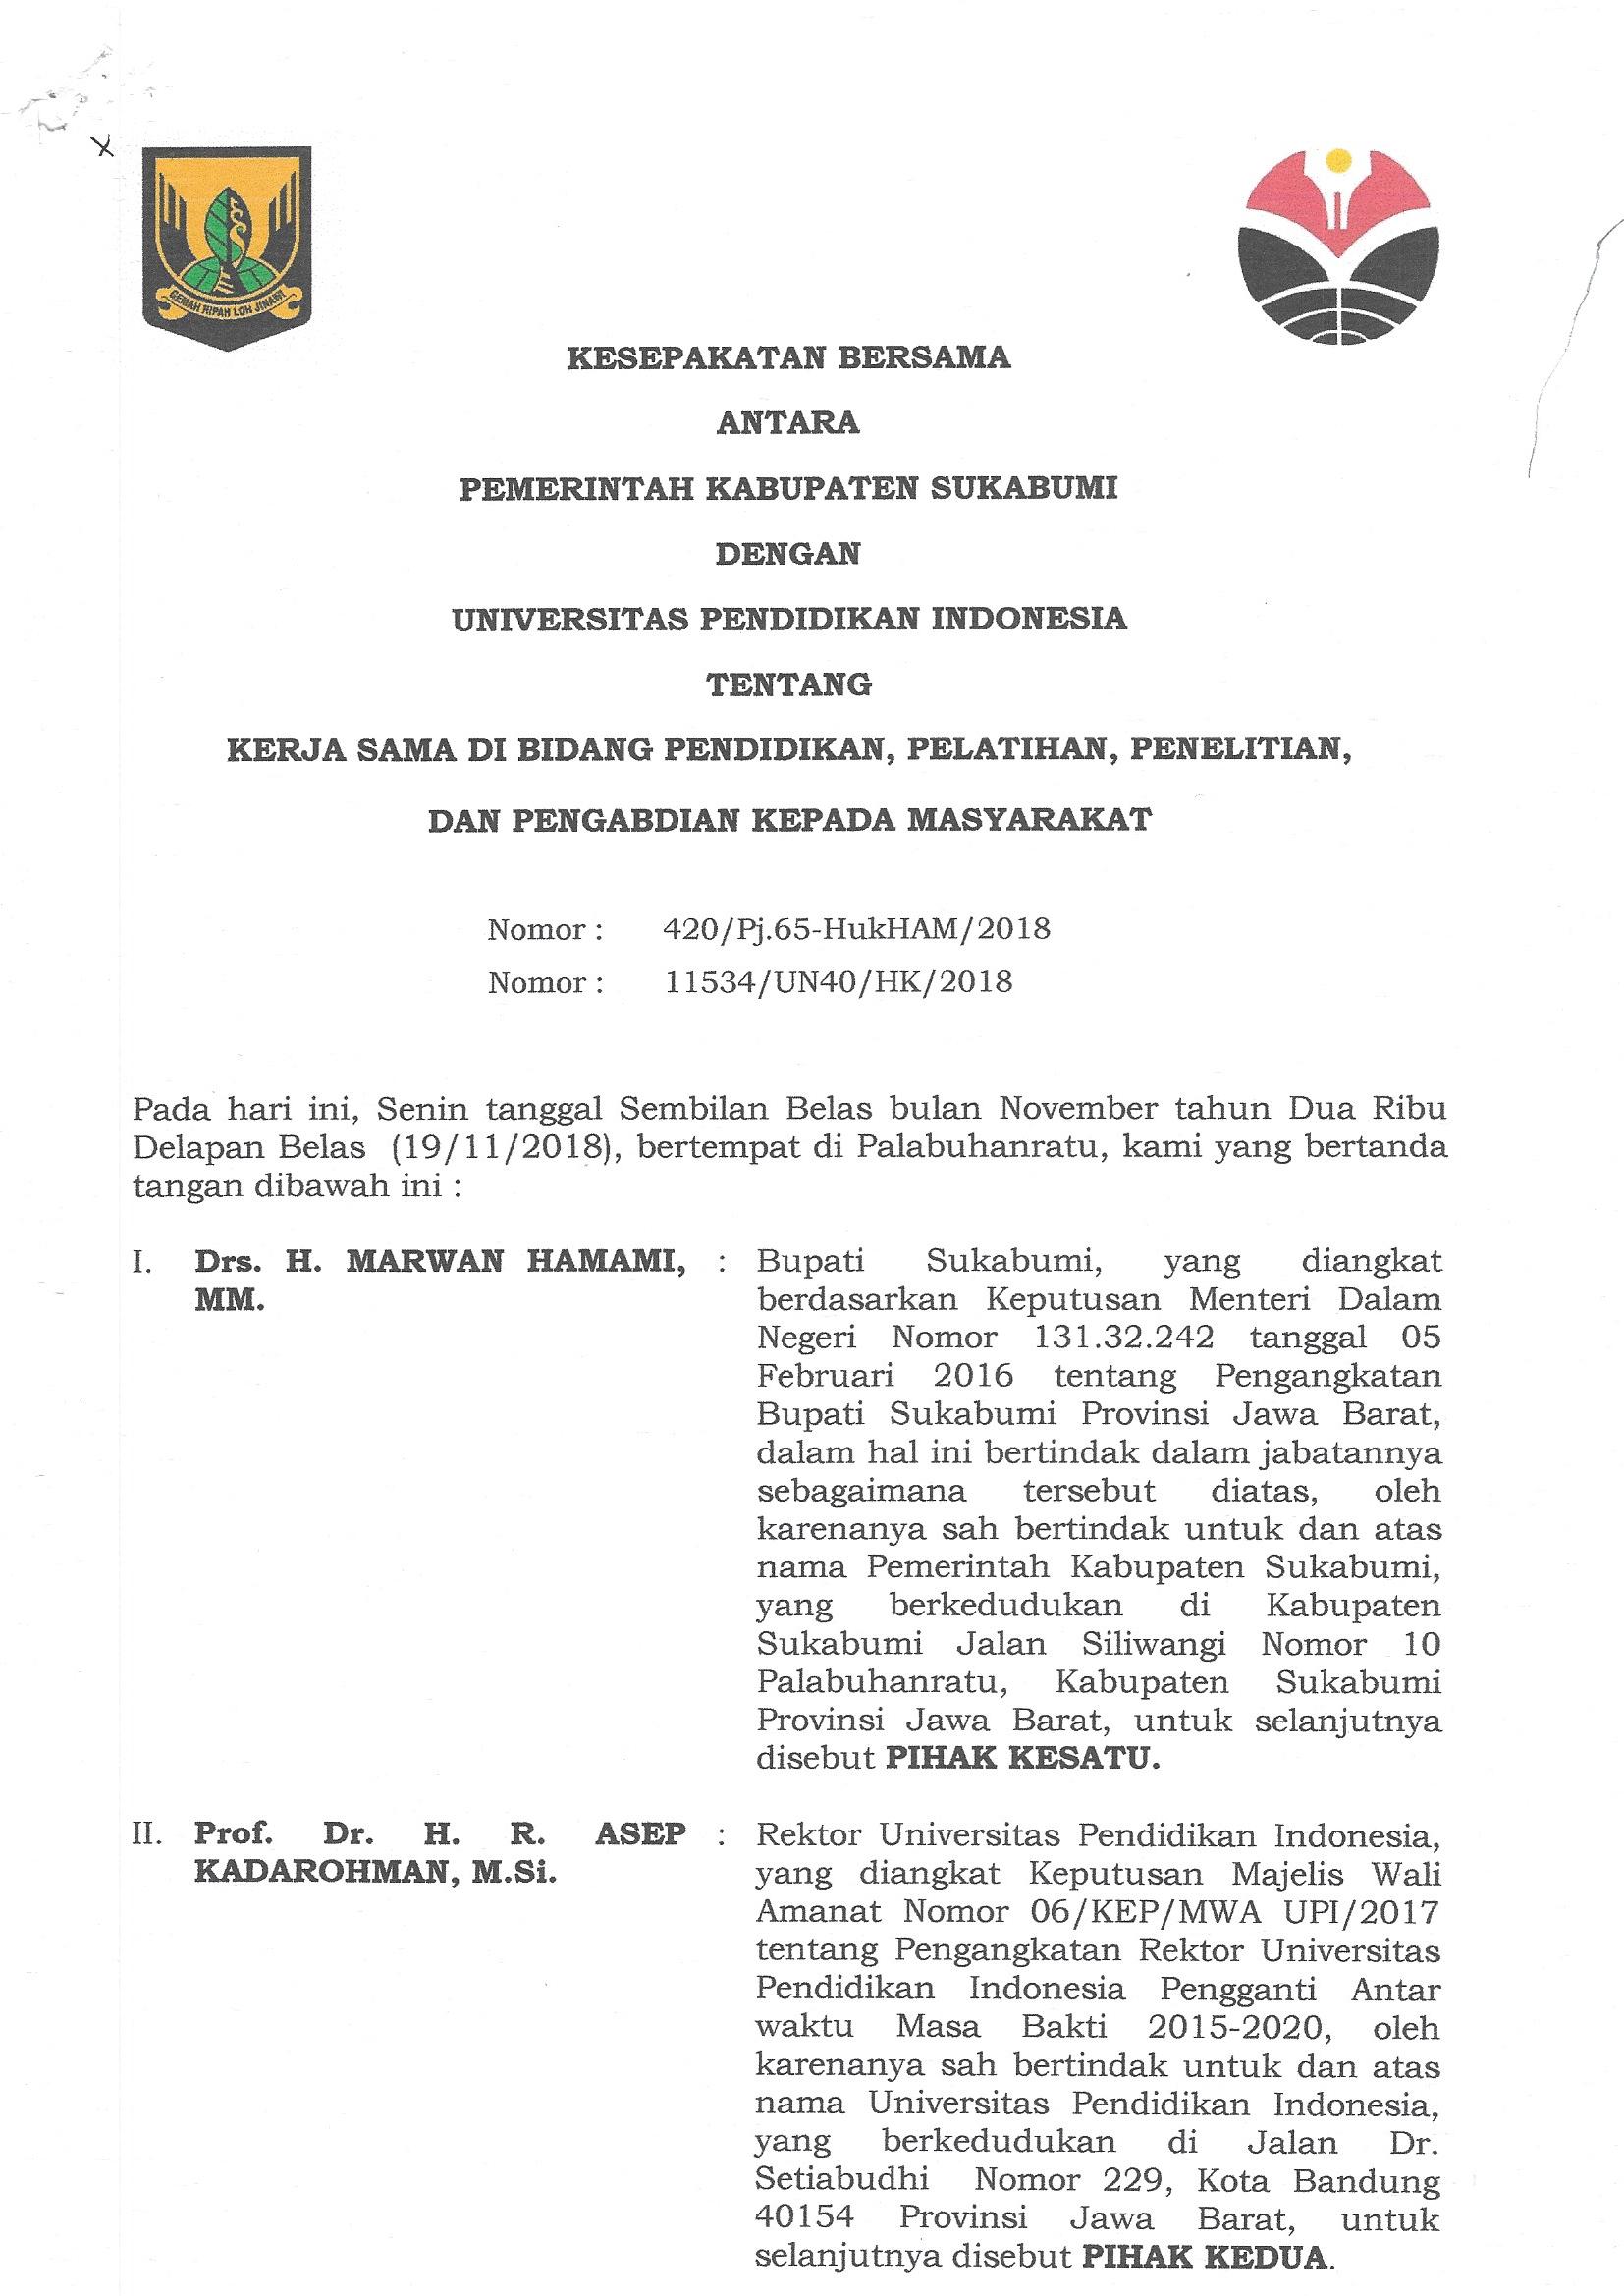 GEMAH RIPAH LOH JINAWI
KESEPAKATAN BERSAMA
ANTARA
PEMERINTAH KABUPATEN SUKABUMI
DENGAN
UNIVERSITAS PENDIDIKAN INDONESIA
TENTANG
KERJA SAMA DI BIDANG PENDIDIKAN, PELATIHAN, PENELITIAN,
DAN PENGABDIAN KEPADA MASYARAKAT
Nomor : 420/Pj.65-HukHAM/2018
Nomor : 11534/UN40/HK/2018
Pada hari ini, Senin tanggal Sembilan Belas bulan November tahun Dua Ribu
Delapan Belas (19/11/2018), bertempat di Palabuhanratu, kami yang bertanda
tangan dibawah ini :
I. Drs. H. MARWAN HAMAMI, : Bupati Sukabumi, yang diangkat
MM. berdasarkan Keputusan Menteri Dalam
Negeri Nomor 131.32.242 tanggal 05
Februari 2016 tentang Pengangkatan
Bupati Sukabumi Provinsi Jawa Barat,
dalam hal ini bertindak dalam jabatannya
sebagaimana tersebut diatas, oleh
karenanya sah bertindak untuk dan atas
nama Pemerintah Kabupaten Sukabumi,
yang berkedudukan di Kabupaten
Sukabumi Jalan Siliwangi Nomor 10
Palabuhanratu, Kabupaten Sukabumi
Provinsi Jawa Barat, untuk selanjutnya
disebut PIHAK KESATU.
II. Prof. Dr. H. R. ASEP : Rektor Universitas Pendidikan Indonesia,
KADAROHMAN, M.Si. yang diangkat Keputusan Majelis Wali
Amanat Nomor 06/KEP/MWA UPI/2017
tentang Pengangkatan Rektor Universitas
Pendidikan Indonesia Pengganti Antar
waktu Masa Bakti 2015-2020, oleh
karenanya sah bertindak untuk dan atas
nama Universitas Pendidikan Indonesia,
yang berkedudukan di Jalan Dr.
Setiabudhi Nomor 229, Kota Bandung
40154 Provinsi Jawa Barat, untuk
selanjutnya disebut PIHAK KEDUA.